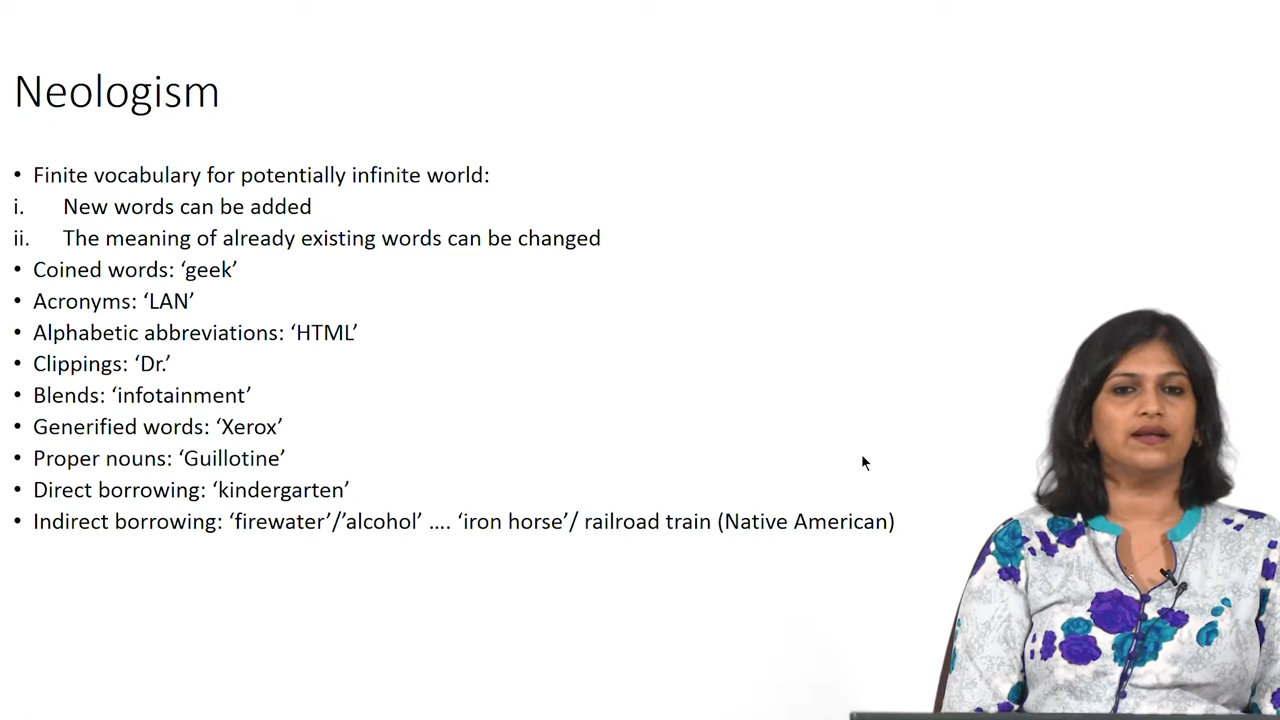 Neologism
• Finite vocabulary for potentially infinite world:
i. New words can be added
ii. The meaning of already existing words can be changed
• Coined words: ‘geek’
• Acronyms: ‘LAN’
• Alphabetic abbreviations: ‘HTML’
• Clippings: ‘Dr.’
• Blends: ‘infotainment’
• Generified words: ‘Xerox’
• Proper nouns: ‘Guillotine’
• Direct borrowing: ‘kindergarten’
• Indirect borrowing: ‘firewater’/’alcohol’ …. ‘iron horse’/ railroad train (Native American)